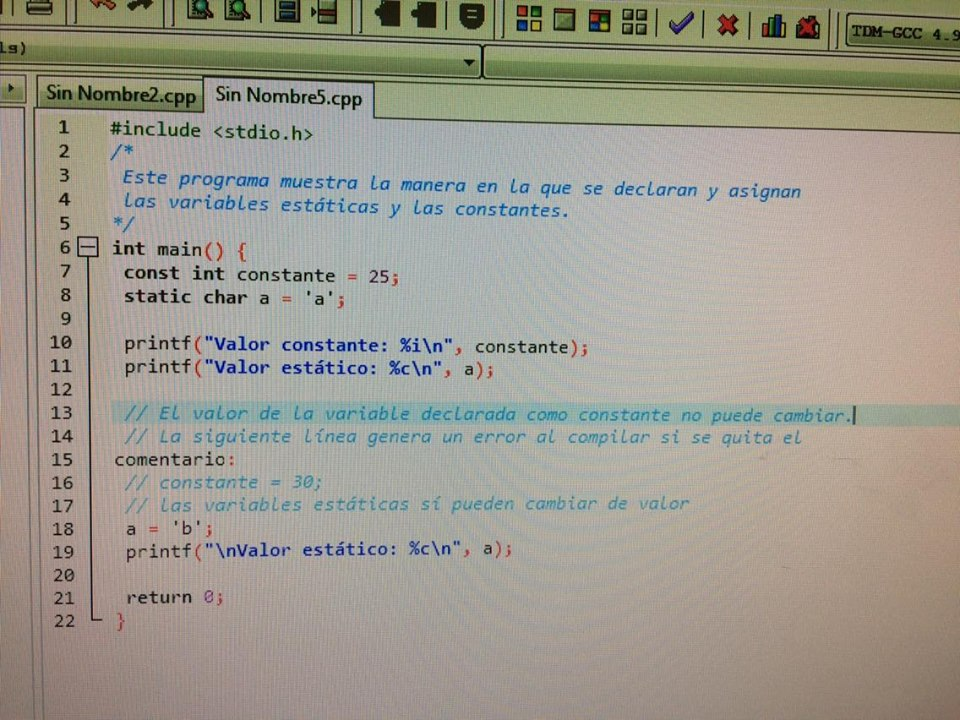 TDM-GCC 4.9
ls)
Sin Nombre2.cpp Sin Nombre5.cpp
1 #include <stdio.h>
2 /*
3 Este programa muestra la manera en la que se declaran y asignan
4 las variables estáticas y las constantes.
5 */
6 int main() {
7 const int constante = 25;
8 static char a = 'a';
9
10 printf("Valor constante: %i\n", constante);
11 printf("Valor estático: %c\n", a);
12
13 // El valor de la variable declarada como constante no puede cambiar.
14 // La siguiente línea genera un error al compilar si se quita el
15 comentario:
16 // constante = 30;
17 // Las variables estáticas sí pueden cambiar de valor
18 a = 'b';
19 printf("\nValor estático: %c\n", a);
20
21 return 0;
22 }